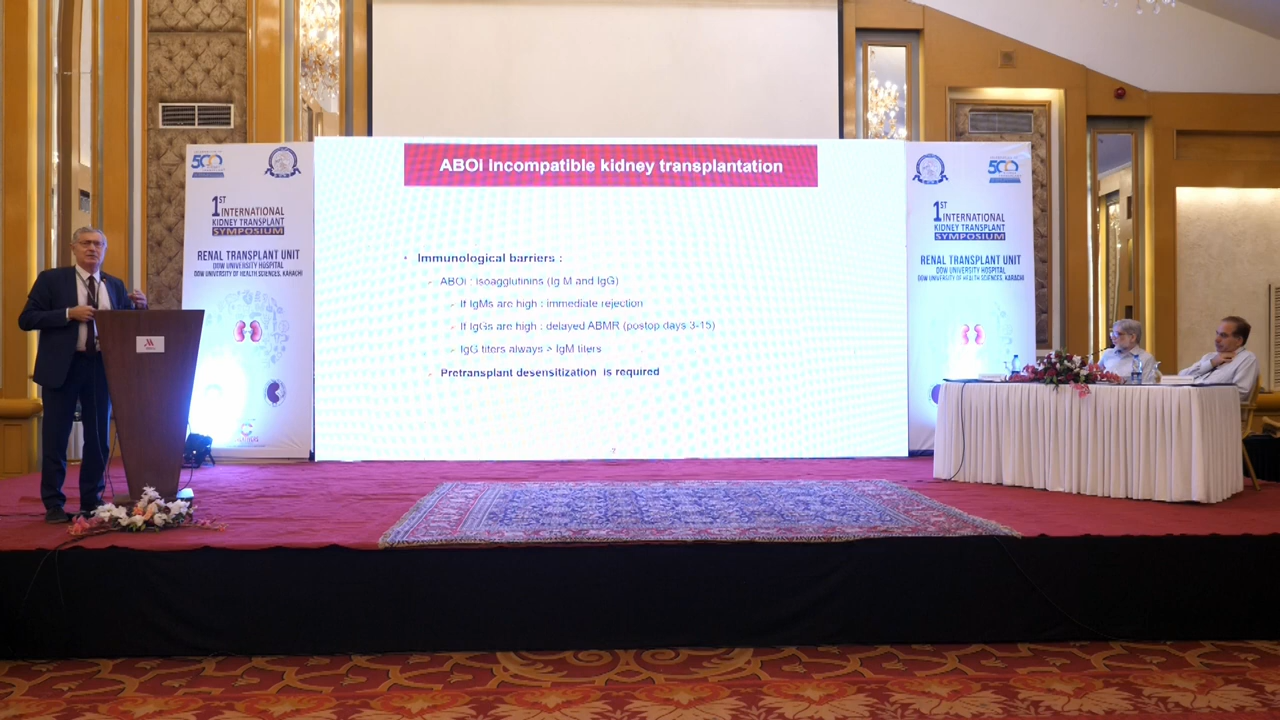 500
1ST
INTERNATIONAL
KIDNEY TRANSPLANT
SYMPOSIUM
RENAL TRANSPLANT UNIT
DOW UNIVERSITY HOSPITAL
DOW UNIVERSITY OF HEALTH SCIENCES, KARACHI
ABOi Incompatible kidney transplantation
Immunological barriers :
ABOi : isoagglutinins (Ig M and IgG)
If IgMs are high : immediate rejection
If IgGs are high : delayed ABMR (postop days 3-15)
IgG titers always > IgM titers
Pretransplant desensitization is required
500
1ST
INTERNATIONAL
KIDNEY TRANSPLANT
SYMPOSIUM
RENAL TRANSPLANT UNIT
DOW UNIVERSITY HOSPITAL
DOW UNIVERSITY OF HEALTH SCIENCES, KARACHI